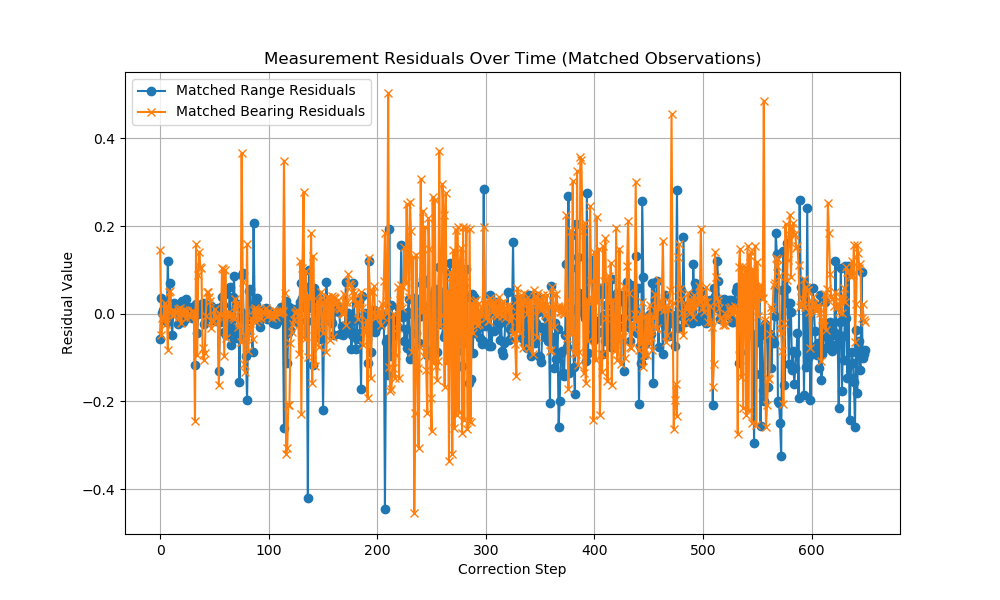 Measurement Residuals Over Time (Matched Observations)
Matched Range Residuals
Matched Bearing Residuals
Residual Value
0.4
0.2
0.0
−0.2
−0.4
0 100 200 300 400 500 600
Correction Step